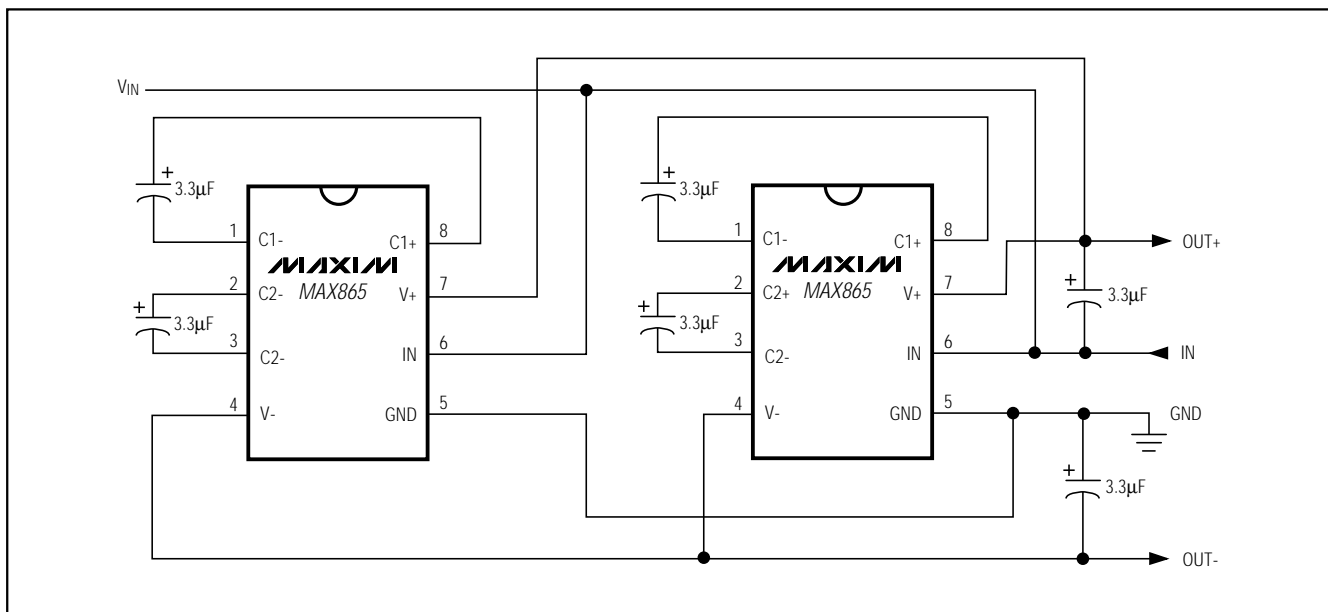 VIN
+
3.3µF
+
3.3µF
1
C1-
C1+
8
1
C1-
C1+
8
OUT+
MAXIM
MAX865
MAXIM
MAX865
2
C2-
V+
7
2
C2+
V+
7
+
3.3µF
+
3.3µF
+
3.3µF
3
C2-
IN
6
3
C2-
IN
6
IN
4
V-
GND
5
4
V-
GND
5
GND
+
3.3µF
OUT-